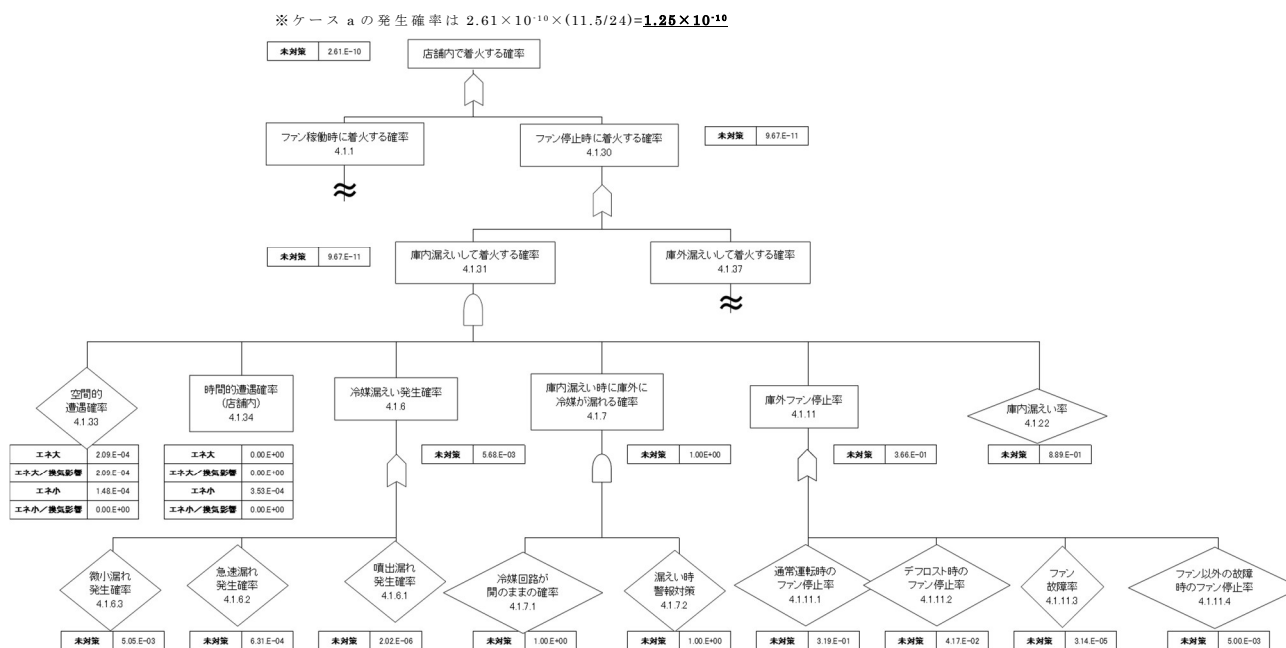 ※ケース a の発生確率は 2.61×10⁻¹⁰×(11.5/24)=1.25×10⁻¹⁰
未対策 2.61.E-10
店舗内で着火する確率
ファン稼働時に着火する確率
4.1.1
ファン停止時に着火する確率
4.1.30
未対策 9.67.E-11
未対策 9.67.E-11
庫内漏えいして着火する確率
4.1.31
庫外漏えいして着火する確率
4.1.37
空間的
遭遇確率
4.1.33
時間的遭遇確率
(店舗内)
4.1.34
冷媒漏えい発生確率
4.1.6
庫内漏えい時に庫外に
冷媒が漏れる確率
4.1.7
庫外ファン停止率
4.1.11
庫内漏えい率
4.1.22
エネ大 2.09.E-04
エネ大/換気影響 2.09.E-04
エネ小 1.48.E-04
エネ小/換気影響 0.00.E+00
エネ大 0.00.E+00
エネ大/換気影響 0.00.E+00
エネ小 3.53.E-04
エネ小/換気影響 0.00.E+00
未対策 5.68.E-03
未対策 1.00.E+00
未対策 3.66.E-01
未対策 8.89.E-01
微小漏れ
発生確率
4.1.6.3
急速漏れ
発生確率
4.1.6.2
噴出漏れ
発生確率
4.1.6.1
冷媒回路が
開のままの確率
4.1.7.1
漏えい時
警報対策
4.1.7.2
通常運転時の
ファン停止率
4.1.11.1
デフロスト時の
ファン停止率
4.1.11.2
ファン
故障率
4.1.11.3
ファン以外の故障
時のファン停止率
4.1.11.4
未対策 5.05.E-03
未対策 6.31.E-04
未対策 2.02.E-06
未対策 1.00.E+00
未対策 1.00.E+00
未対策 3.19.E-01
未対策 4.17.E-02
未対策 3.14.E-05
未対策 5.00.E-03